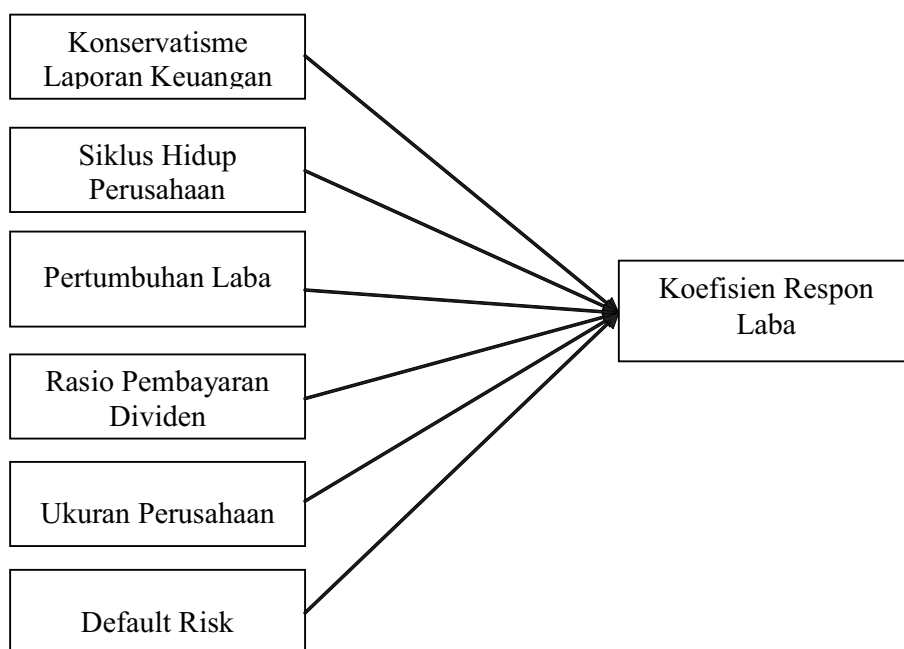 Konservatisme
Laporan Keuangan
Siklus Hidup
Perusahaan
Pertumbuhan Laba
Rasio Pembayaran
Dividen
Ukuran Perusahaan
Default Risk
Koefisien Respon
Laba